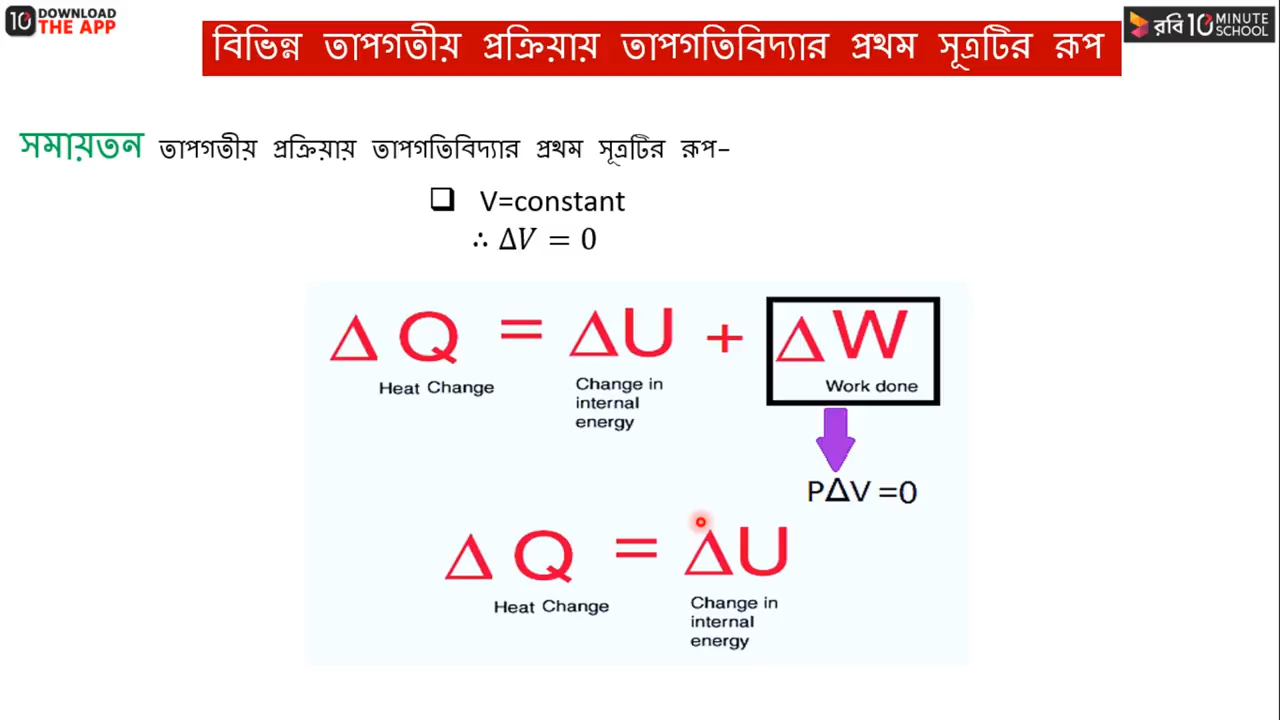 10 DOWNLOAD THE APP
বিভিন্ন তাপগতীয় প্রক্রিয়ায় তাপগতিবিদ্যার প্রথম সূত্রটির রূপ
রবি 10 MINUTE SCHOOL
সমায়তন তাপগতীয় প্রক্রিয়ায় তাপগতিবিদ্যার প্রথম সূত্রটির রূপ–
❑ V=constant
∴ ΔV = 0
Δ Q = ΔU + ΔW
Heat Change
Change in internal energy
Work done
PΔV =0
Δ Q = ΔU
Heat Change
Change in internal energy